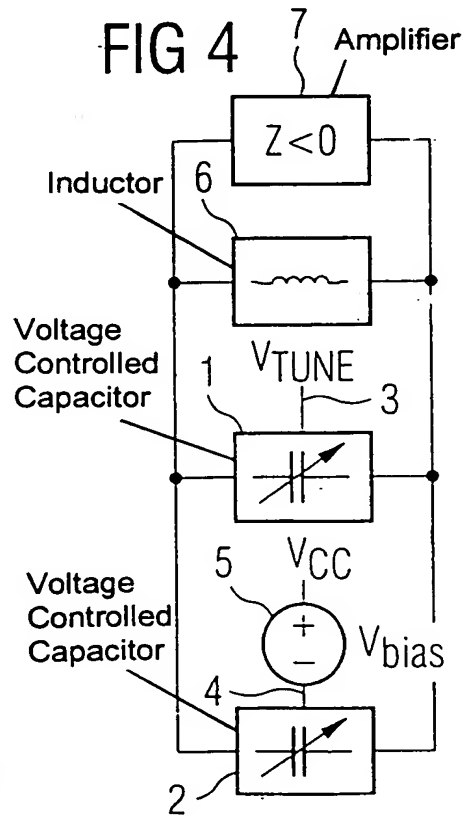 FIG 4
7
Amplifier
Z<0
Inductor
6
Voltage
Controlled
Capacitor
1
VTUNE
3
VCC
5
+
−
Vbias
Voltage
Controlled
Capacitor
4
2